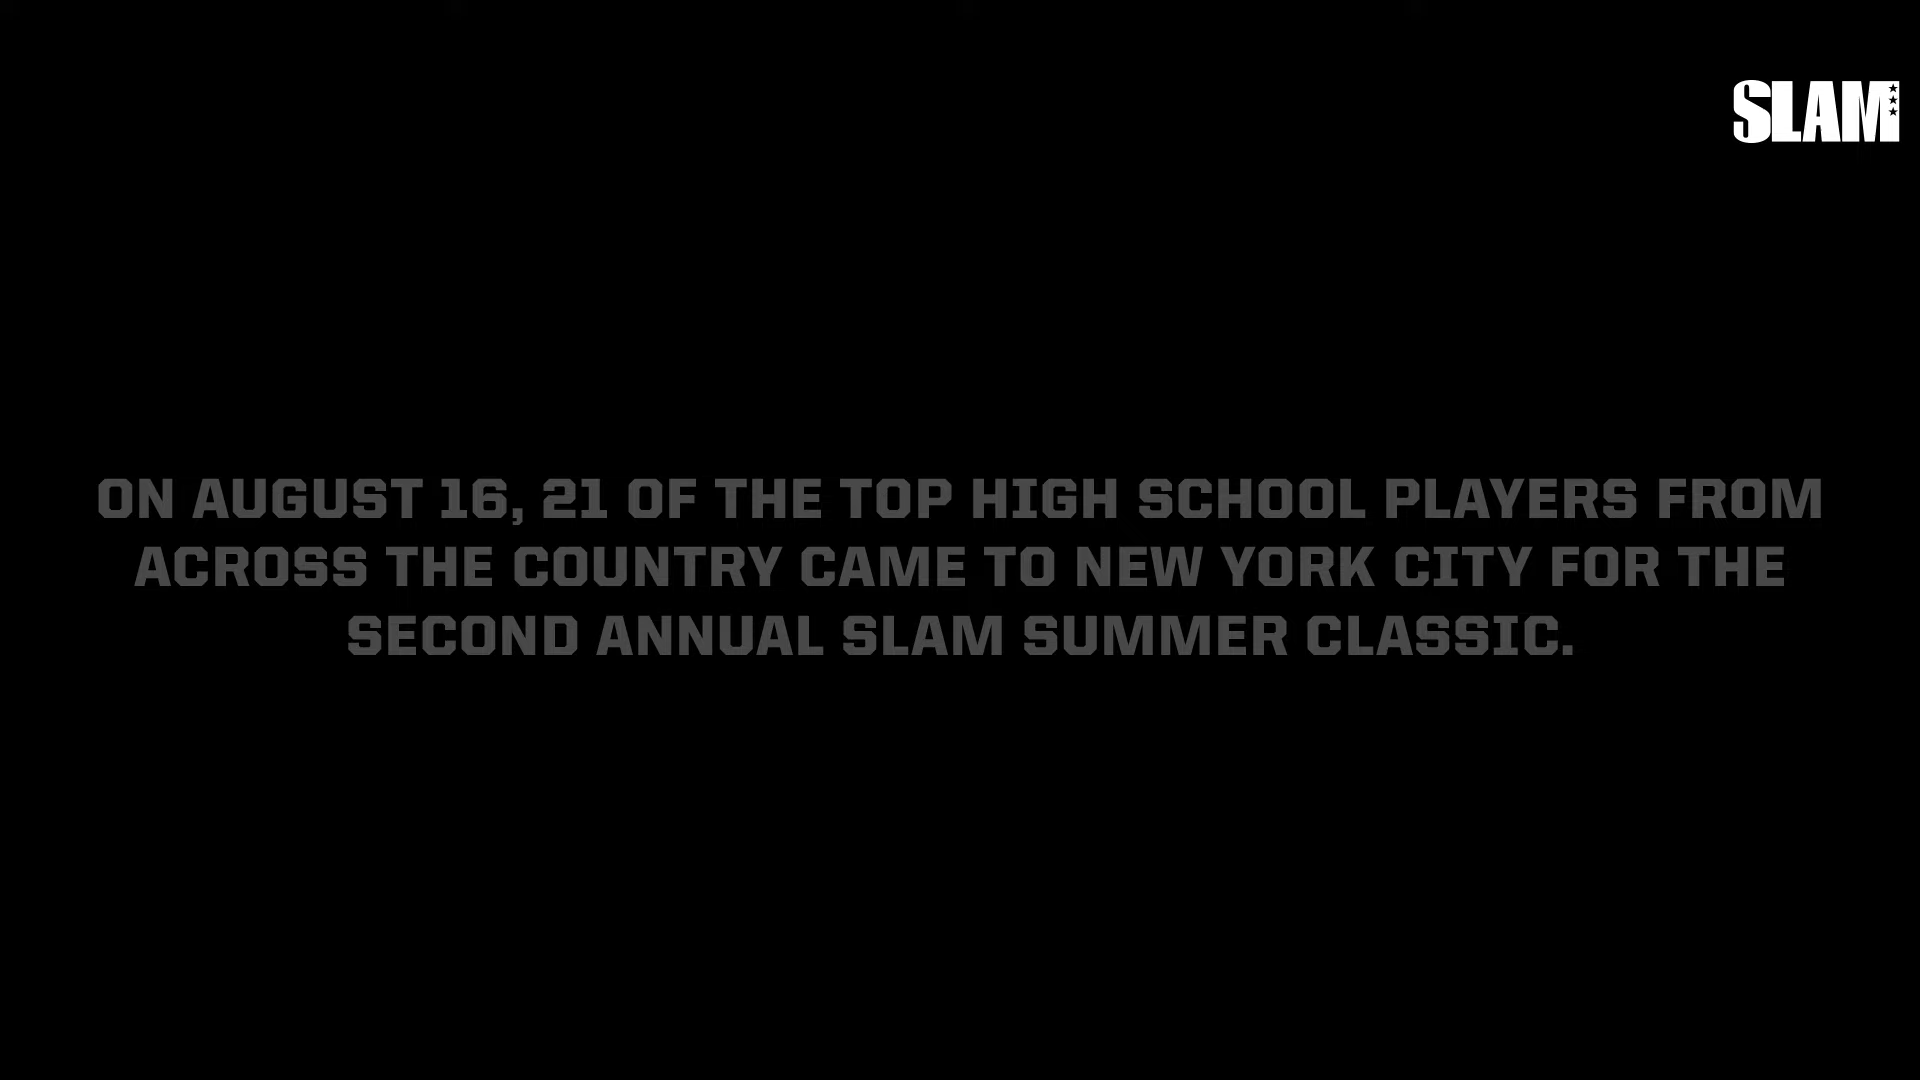 SLAM
ON AUGUST 16, 21 OF THE TOP HIGH SCHOOL PLAYERS FROM
ACROSS THE COUNTRY CAME TO NEW YORK CITY FOR THE
SECOND ANNUAL SLAM SUMMER CLASSIC.